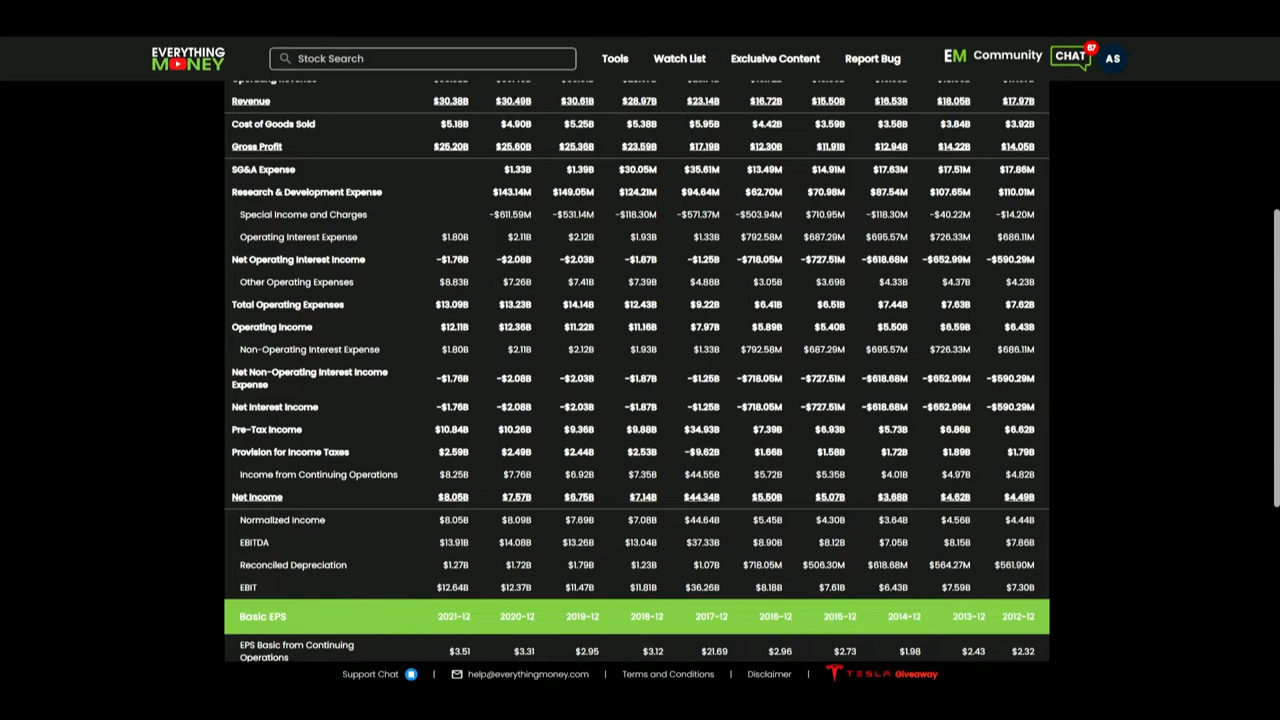 EVERYTHING MONEY
Stock Search
Tools
Watch List
Exclusive Content
Report Bug
EM Community
CHAT
67
AS
Revenue $30.38B $30.49B $30.61B $28.97B $23.14B $16.72B $15.50B $16.53B $18.05B $17.97B
Cost of Goods Sold $5.18B $4.90B $5.25B $5.38B $5.95B $4.42B $3.59B $3.58B $3.84B $3.92B
Gross Profit $25.20B $25.60B $25.36B $23.59B $17.19B $12.30B $11.91B $12.94B $14.22B $14.05B
SG&A Expense $1.33B $1.39B $30.05M $35.61M $13.49M $14.91M $17.63M $17.51M $17.86M
Research & Development Expense $143.14M $149.05M $124.21M $94.64M $62.70M $70.98M $87.54M $107.65M $110.01M
Special Income and Charges -$611.59M -$531.14M -$118.30M -$571.37M -$503.94M $710.95M -$118.30M -$40.22M -$14.20M
Operating Interest Expense $1.80B $2.11B $2.12B $1.93B $1.33B $792.58M $687.29M $695.57M $726.33M $686.11M
Net Operating Interest Income -$1.76B -$2.08B -$2.03B -$1.87B -$1.25B -$718.05M -$727.51M -$618.68M -$652.99M -$590.29M
Other Operating Expenses $8.83B $7.26B $7.41B $7.39B $4.88B $3.05B $3.69B $4.33B $4.37B $4.23B
Total Operating Expenses $13.09B $13.23B $14.14B $12.43B $9.22B $6.41B $6.51B $7.44B $7.63B $7.62B
Operating Income $12.11B $12.36B $11.22B $11.16B $7.97B $5.89B $5.40B $5.50B $6.59B $6.43B
Non-Operating Interest Expense $1.80B $2.11B $2.12B $1.93B $1.33B $792.58M $687.29M $695.57M $726.33M $686.11M
Net Non-Operating Interest Income
Expense -$1.76B -$2.08B -$2.03B -$1.87B -$1.25B -$718.05M -$727.51M -$618.68M -$652.99M -$590.29M
Net Interest Income -$1.76B -$2.08B -$2.03B -$1.87B -$1.25B -$718.05M -$727.51M -$618.68M -$652.99M -$590.29M
Pre-Tax Income $10.84B $10.26B $9.36B $9.88B $34.93B $7.39B $6.93B $5.73B $6.86B $6.62B
Provision for Income Taxes $2.59B $2.49B $2.44B $2.53B -$9.62B $1.66B $1.58B $1.72B $1.89B $1.79B
Income from Continuing Operations $8.25B $7.76B $6.92B $7.35B $44.55B $5.72B $5.35B $4.01B $4.97B $4.82B
Net Income $8.05B $7.57B $6.75B $7.14B $44.34B $5.50B $5.07B $3.68B $4.62B $4.49B
Normalized Income $8.05B $8.09B $7.69B $7.08B $44.64B $5.45B $4.30B $3.64B $4.56B $4.44B
EBITDA $13.91B $14.08B $13.26B $13.04B $37.33B $8.90B $8.12B $7.05B $8.15B $7.86B
Reconciled Depreciation $1.27B $1.72B $1.79B $1.23B $1.07B $718.05M $506.30M $618.68M $564.27M $561.90M
EBIT $12.64B $12.37B $11.47B $11.81B $36.26B $8.18B $7.61B $6.43B $7.59B $7.30B
Basic EPS 2021-12 2020-12 2019-12 2018-12 2017-12 2016-12 2015-12 2014-12 2013-12 2012-12
EPS Basic from Continuing
Operations $3.51 $3.31 $2.95 $3.12 $21.69 $2.96 $2.73 $1.98 $2.43 $2.32
Support Chat | help@everythingmoney.com | Terms and Conditions | Disclaimer | TESLA Giveaway